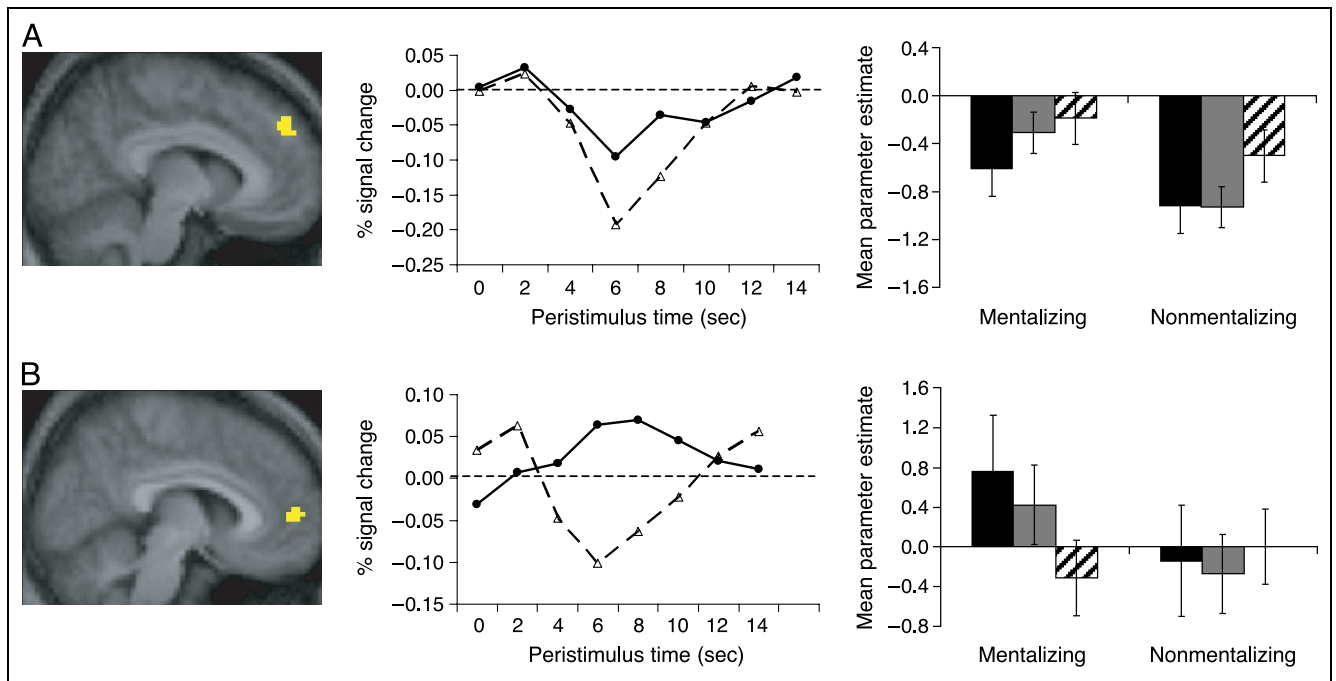 A
% signal change
0.05
0.00
−0.05
−0.10
−0.15
−0.20
−0.25
0 2 4 6 8 10 12 14
Peristimulus time (sec)
Mean parameter estimate
0.4
0.0
−0.4
−0.8
−1.2
−1.6
Mentalizing Nonmentalizing
B
% signal change
0.10
0.05
0.00
−0.05
−0.10
−0.15
0 2 4 6 8 10 12 14
Peristimulus time (sec)
Mean parameter estimate
1.6
1.2
0.8
0.4
0.0
−0.4
−0.8
Mentalizing Nonmentalizing